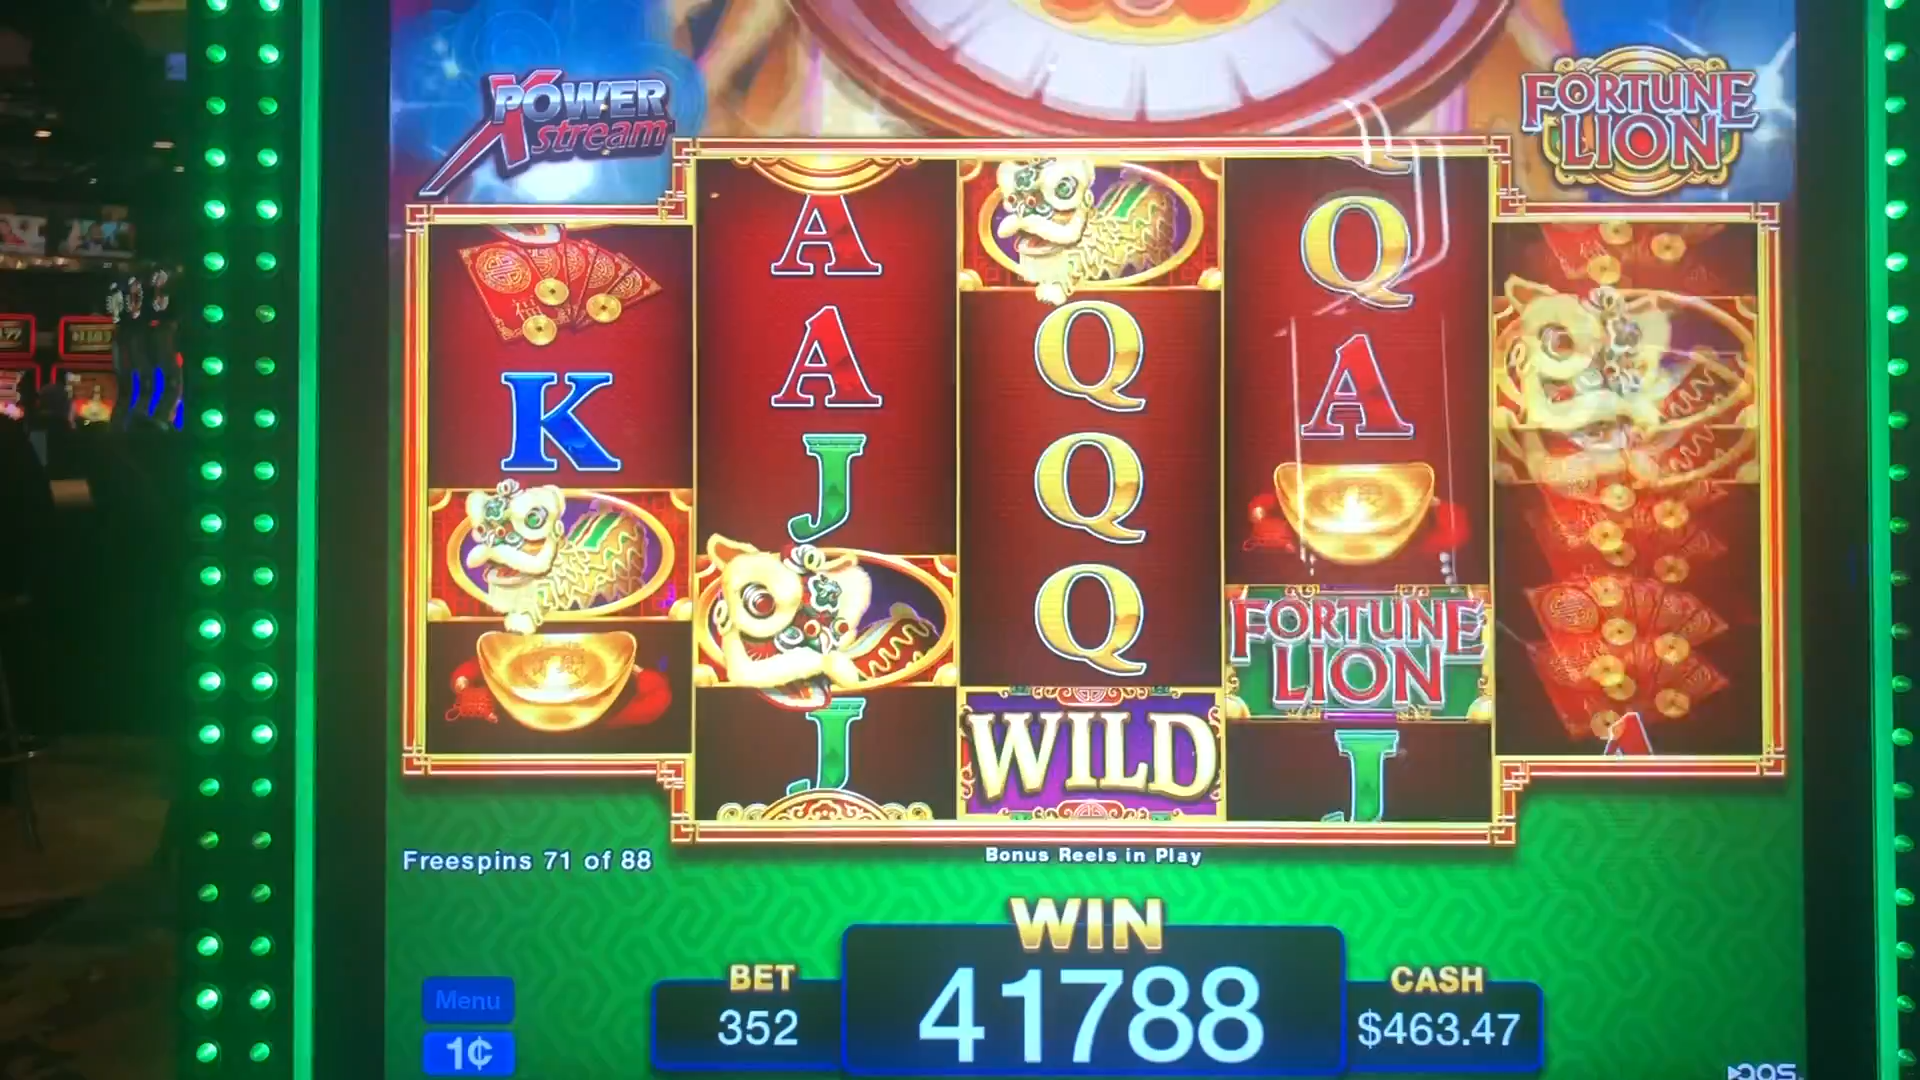 POWER
Xstream
FORTUNE
LION
A
Q
A
A
Q
K
J
Q
Q
FORTUNE
LION
J
WILD
J
A
Freespins 71 of 88
Bonus Reels in Play
WIN
BET
41788
CASH
352
$463.47
Menu
1¢